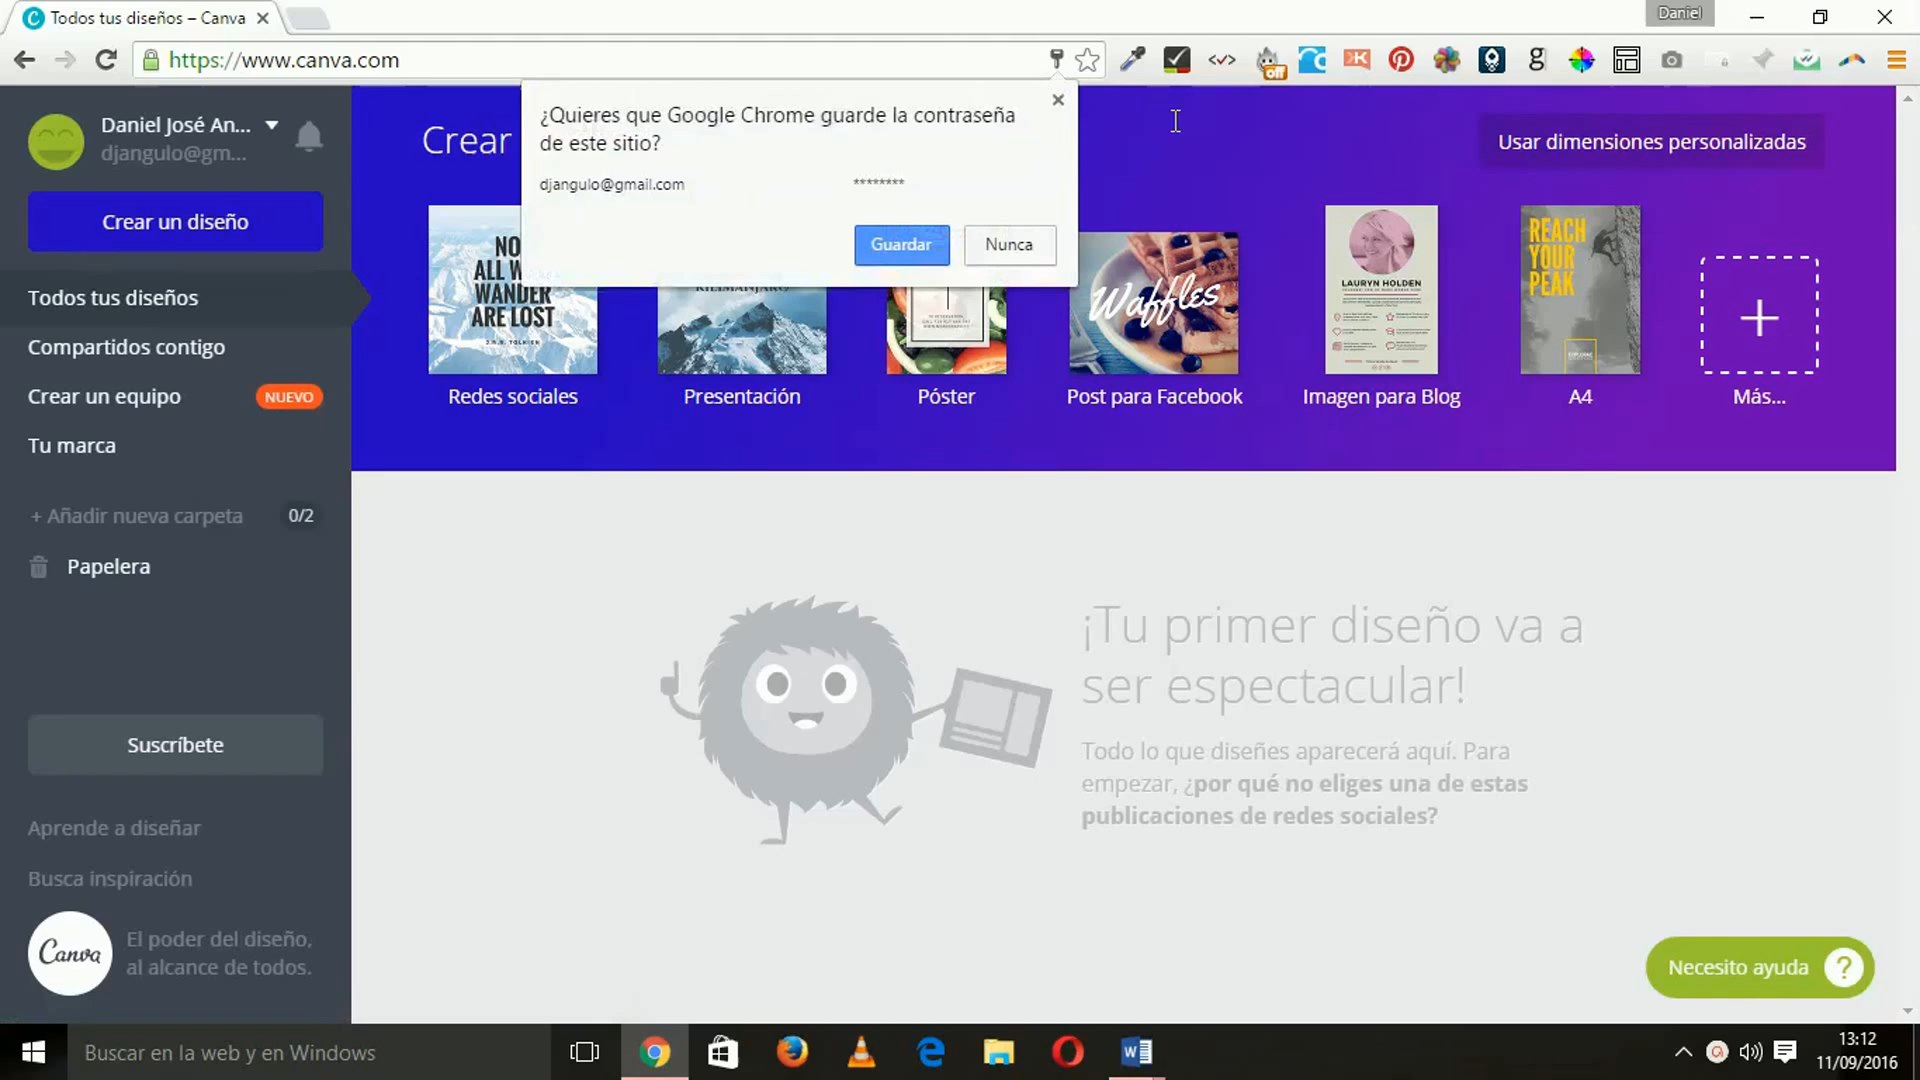 Todos tus diseños – Canva
Daniel
https://www.canva.com
Off
¿Quieres que Google Chrome guarde la contraseña
de este sitio?
djangulo@gmail.com ********
Guardar Nunca
Daniel José An...
djangulo@gm...
Crear un diseño
Todos tus diseños
Compartidos contigo
Crear un equipo NUEVO
Tu marca
+ Añadir nueva carpeta 0/2
Papelera
Suscríbete
Aprende a diseñar
Busca inspiración
Canva
El poder del diseño,
al alcance de todos.
Crear
Usar dimensiones personalizadas
ALL
WANDER
ARE LOST
J.R.R. TOLKIEN
Redes sociales
KILIMANJARO
Presentación
Póster
Waffles
Post para Facebook
LAURYN HOLDEN
Imagen para Blog
REACH
YOUR
PEAK
A4
Más...
¡Tu primer diseño va a
ser espectacular!
Todo lo que diseñes aparecerá aquí. Para
empezar, ¿por qué no eliges una de estas
publicaciones de redes sociales?
Necesito ayuda ?
Buscar en la web y en Windows
13:12
11/09/2016